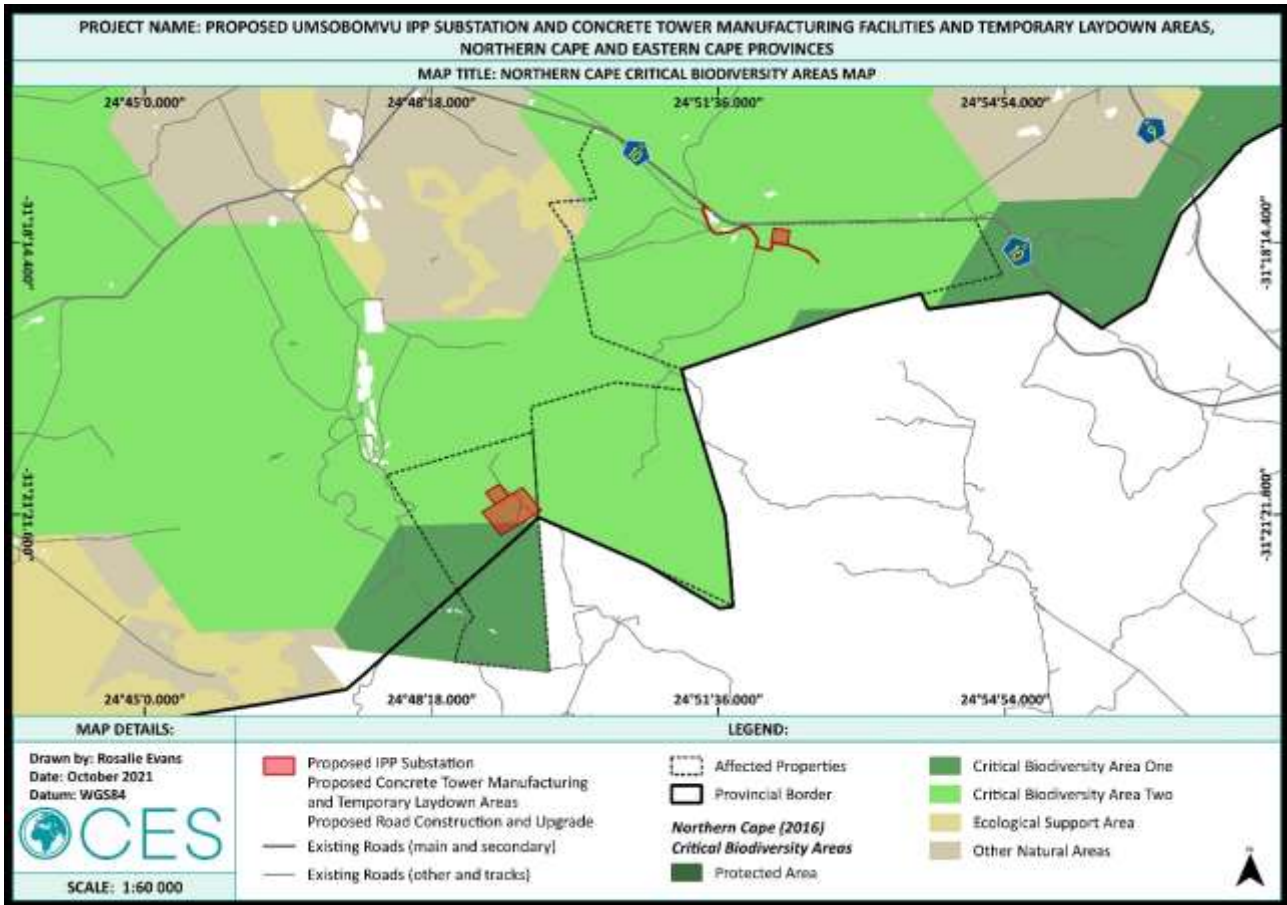 PROJECT NAME: PROPOSED UMSOBOMVU IPP SUBSTATION AND CONCRETE TOWER MANUFACTURING FACILITIES AND TEMPORARY LAYDOWN AREAS,
NORTHERN CAPE AND EASTERN CAPE PROVINCES
MAP TITLE: NORTHERN CAPE CRITICAL BIODIVERSITY AREAS MAP
24°45'0.000"
24°48'18.000"
24°51'36.000"
24°54'54.000"
9
10
10
-31°18'14.400"
-31°18'14.400"
-31°21'21.600"
-31°21'21.600"
24°45'0.000"
24°48'18.000"
24°51'36.000"
24°54'54.000"
MAP DETAILS:
Drawn by: Rosalie Evans
Date: October 2021
Datum: WGS84
CES
SCALE: 1:60 000
LEGEND:
Proposed IPP Substation
Proposed Concrete Tower Manufacturing
and Temporary Laydown Areas
Proposed Road Construction and Upgrade
Existing Roads (main and secondary)
Existing Roads (other and tracks)
Affected Properties
Provincial Border
Northern Cape (2016)
Critical Biodiversity Areas
Protected Area
Critical Biodiversity Area One
Critical Biodiversity Area Two
Ecological Support Area
Other Natural Areas